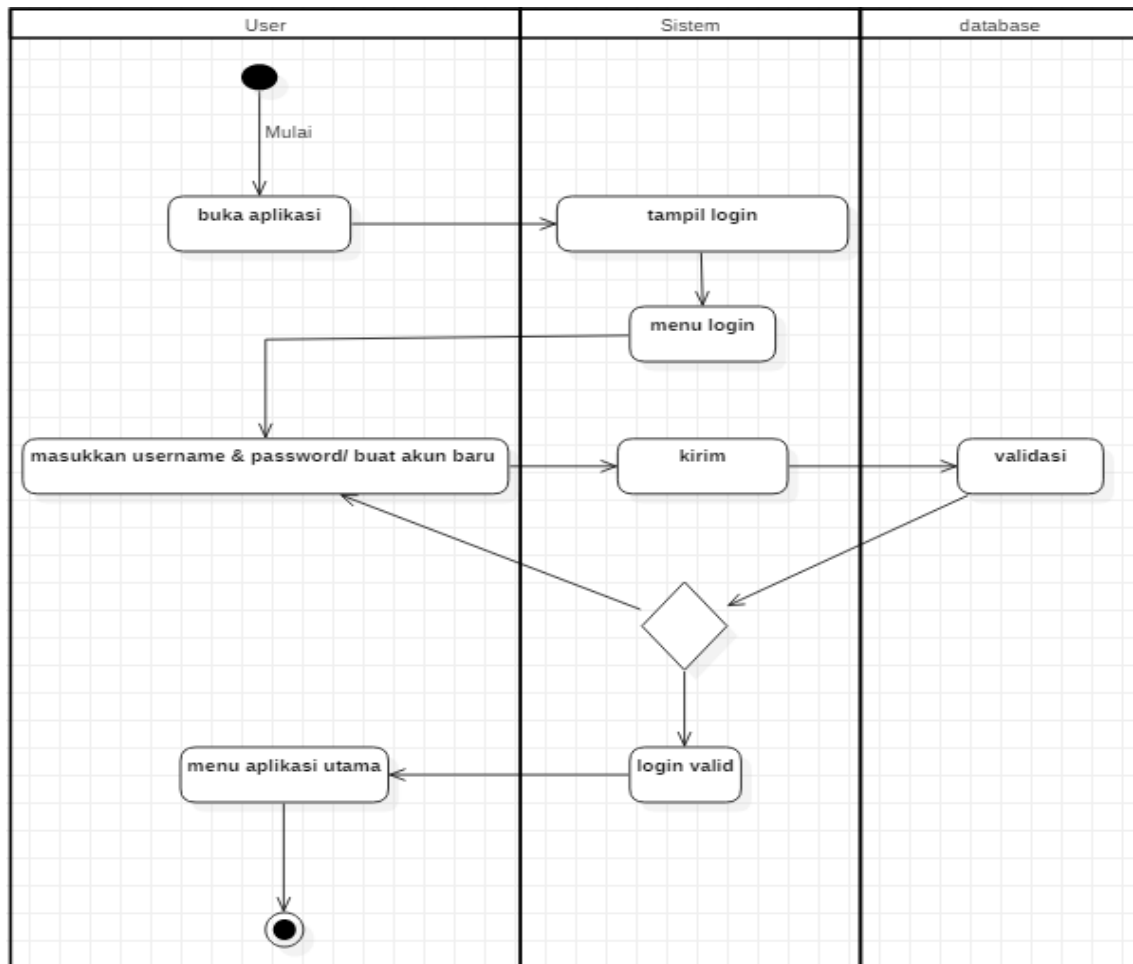 User
Sistem
database
Mulai
buka aplikasi
tampil login
menu login
masukkan username & password/ buat akun baru
kirim
validasi
menu aplikasi utama
login valid